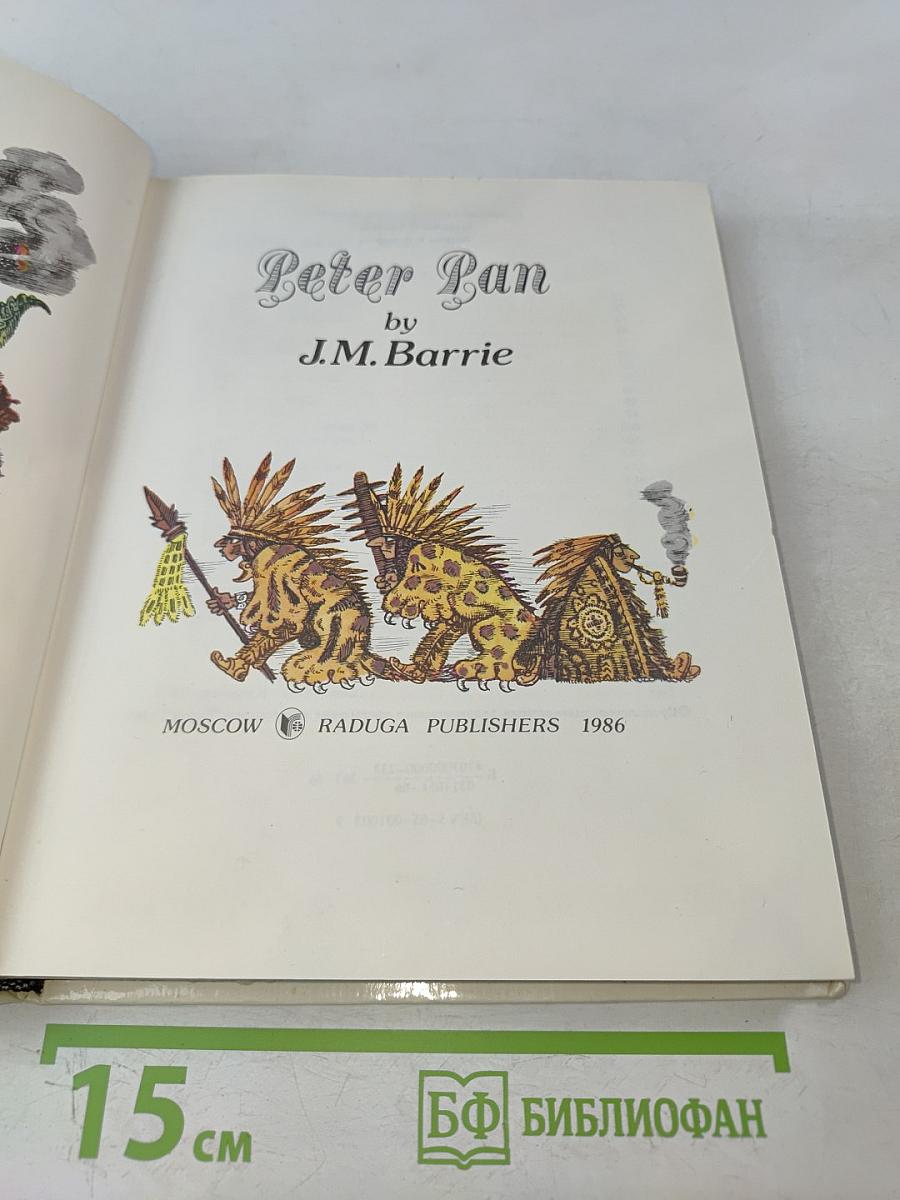 Peter Pan
by
J.M. Barrie
MOSCOW RADUGA PUBLISHERS 1986
15 см
БФ БИБЛИОФАН